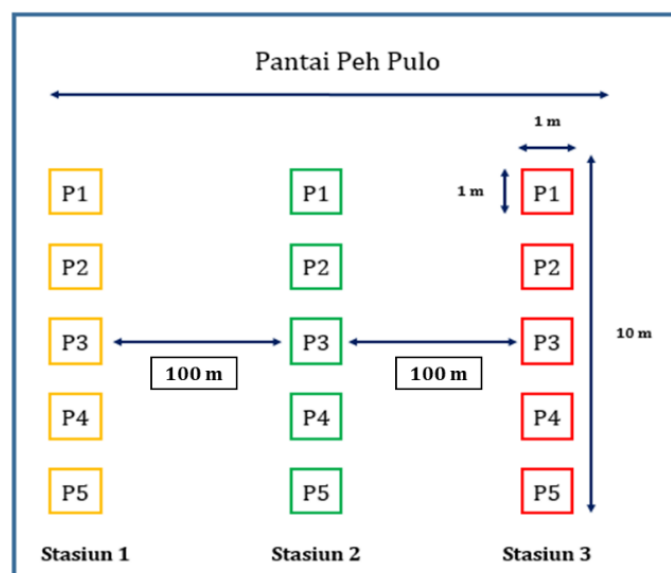 Pantai Peh Pulo
1 m
P1 P1 1 m P1
P2 P2 P2
P3 P3 P3 10 m
100 m 100 m
P4 P4 P4
P5 P5 P5
Stasiun 1 Stasiun 2 Stasiun 3